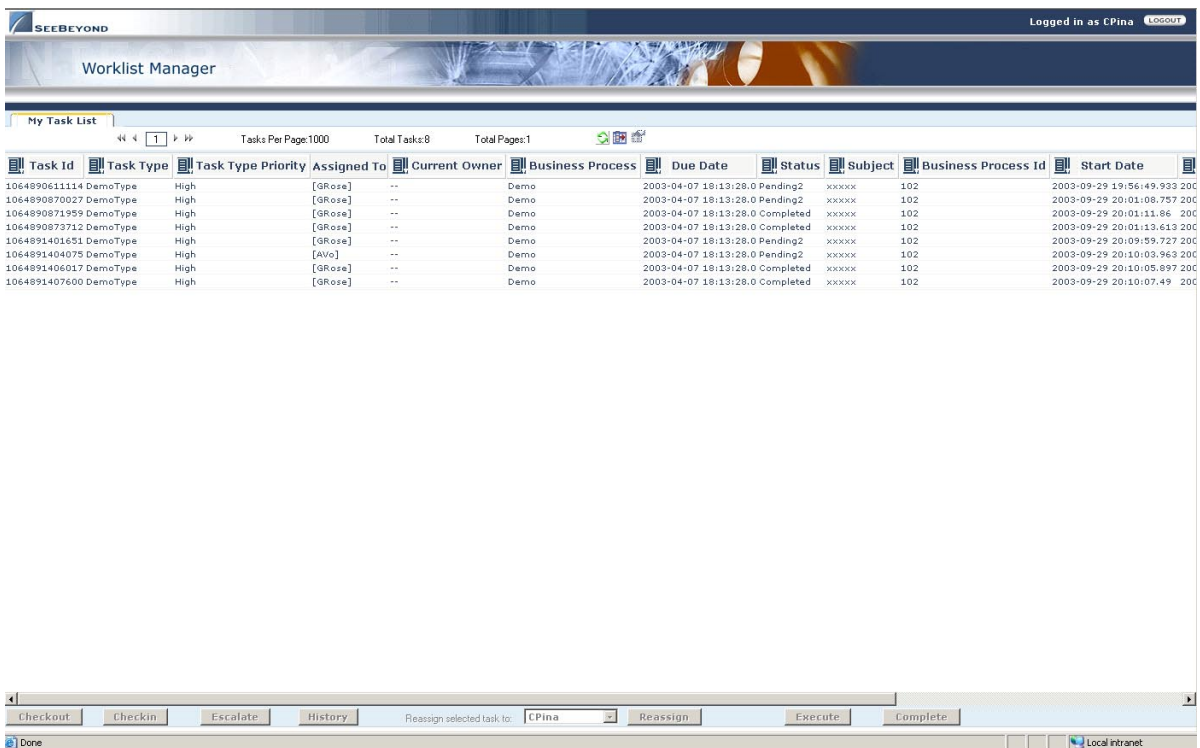 SEEBEYOND
Logged in as CPina LOGOUT
Worklist Manager
My Task List
1 Tasks Per Page:1000 Total Tasks:8 Total Pages:1
Task Id Task Type Task Type Priority Assigned To Current Owner Business Process Due Date Status Subject Business Process Id Start Date
1064890611114 DemoType High [GRose] -- Demo 2003-04-07 18:13:28.0 Pending2 xxxxx 102 2003-09-29 19:56:49.933 200
1064890870027 DemoType High [GRose] -- Demo 2003-04-07 18:13:28.0 Pending2 xxxxx 102 2003-09-29 20:01:08.757 200
1064890871959 DemoType High [GRose] -- Demo 2003-04-07 18:13:28.0 Completed xxxxx 102 2003-09-29 20:01:11.86 200
1064890873712 DemoType High [GRose] -- Demo 2003-04-07 18:13:28.0 Completed xxxxx 102 2003-09-29 20:01:13.613 200
1064891401651 DemoType High [GRose] -- Demo 2003-04-07 18:13:28.0 Pending2 xxxxx 102 2003-09-29 20:09:59.727 200
1064891404075 DemoType High [AVo] -- Demo 2003-04-07 18:13:28.0 Pending2 xxxxx 102 2003-09-29 20:10:03.963 200
1064891406017 DemoType High [GRose] -- Demo 2003-04-07 18:13:28.0 Completed xxxxx 102 2003-09-29 20:10:05.897 200
1064891407600 DemoType High [GRose] -- Demo 2003-04-07 18:13:28.0 Completed xxxxx 102 2003-09-29 20:10:07.49 200
Checkout Checkin Escalate History Reassign selected task to: CPina Reassign Execute Complete
Done Local intranet